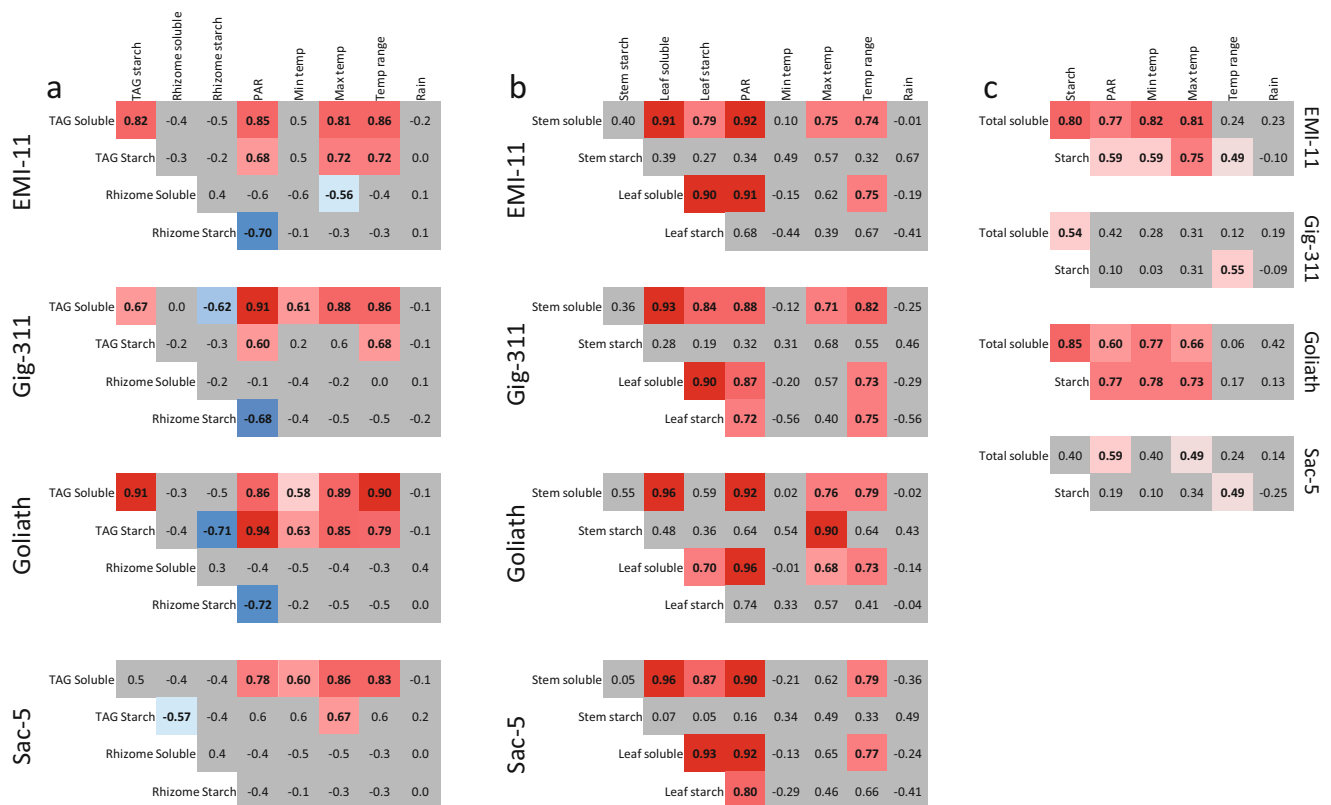 a
TAG starch Rhizome soluble Rhizome starch PAR Min temp Max temp Temp range Rain
EMI-11
TAG Soluble 0.82 -0.4 -0.5 0.85 0.5 0.81 0.86 -0.2
TAG Starch -0.3 -0.2 0.68 0.5 0.72 0.72 0.0
Rhizome Soluble 0.4 -0.6 -0.6 -0.56 -0.4 0.1
Rhizome Starch -0.70 -0.1 -0.3 -0.3 0.1
Gig-311
TAG Soluble 0.67 0.0 -0.62 0.91 0.61 0.88 0.86 -0.1
TAG Starch -0.2 -0.3 0.60 0.2 0.6 0.68 -0.1
Rhizome Soluble -0.2 -0.1 -0.4 -0.2 0.0 0.1
Rhizome Starch -0.68 -0.4 -0.5 -0.5 -0.2
Goliath
TAG Soluble 0.91 -0.3 -0.5 0.86 0.58 0.89 0.90 -0.1
TAG Starch -0.4 -0.71 0.94 0.63 0.85 0.79 -0.1
Rhizome Soluble 0.3 -0.4 -0.5 -0.4 -0.3 0.4
Rhizome Starch -0.72 -0.2 -0.5 -0.5 0.0
Sac-5
TAG Soluble 0.5 -0.4 -0.4 0.78 0.60 0.86 0.83 -0.1
TAG Starch -0.57 -0.4 0.6 0.6 0.67 0.6 0.2
Rhizome Soluble 0.4 -0.4 -0.5 -0.5 -0.3 0.0
Rhizome Starch -0.4 -0.1 -0.3 -0.3 0.0
b
Stem starch Leaf soluble Leaf starch PAR Min temp Max temp Temp range Rain
EMI-11
Stem soluble 0.40 0.91 0.79 0.92 0.10 0.75 0.74 -0.01
Stem starch 0.39 0.27 0.34 0.49 0.57 0.32 0.67
Leaf soluble 0.90 0.91 -0.15 0.62 0.75 -0.19
Leaf starch 0.68 -0.44 0.39 0.67 -0.41
Gig-311
Stem soluble 0.36 0.93 0.84 0.88 -0.12 0.71 0.82 -0.25
Stem starch 0.28 0.19 0.32 0.31 0.68 0.55 0.46
Leaf soluble 0.90 0.87 -0.20 0.57 0.73 -0.29
Leaf starch 0.72 -0.56 0.40 0.75 -0.56
Goliath
Stem soluble 0.55 0.96 0.59 0.92 0.02 0.76 0.79 -0.02
Stem starch 0.48 0.36 0.64 0.54 0.90 0.64 0.43
Leaf soluble 0.70 0.96 -0.01 0.68 0.73 -0.14
Leaf starch 0.74 0.33 0.57 0.41 -0.04
Sac-5
Stem soluble 0.05 0.96 0.87 0.90 -0.21 0.62 0.79 -0.36
Stem starch 0.07 0.05 0.16 0.34 0.49 0.33 0.49
Leaf soluble 0.93 0.92 -0.13 0.65 0.77 -0.24
Leaf starch 0.80 -0.29 0.46 0.66 -0.41
c
Starch PAR Min temp Max temp Temp range Rain
EMI-11
Total soluble 0.80 0.77 0.82 0.81 0.24 0.23
Starch 0.59 0.59 0.75 0.49 -0.10
Gig-311
Total soluble 0.54 0.42 0.28 0.31 0.12 0.19
Starch 0.10 0.03 0.31 0.55 -0.09
Goliath
Total soluble 0.85 0.60 0.77 0.66 0.06 0.42
Starch 0.77 0.78 0.73 0.17 0.13
Sac-5
Total soluble 0.40 0.59 0.40 0.49 0.24 0.14
Starch 0.19 0.10 0.34 0.49 -0.25